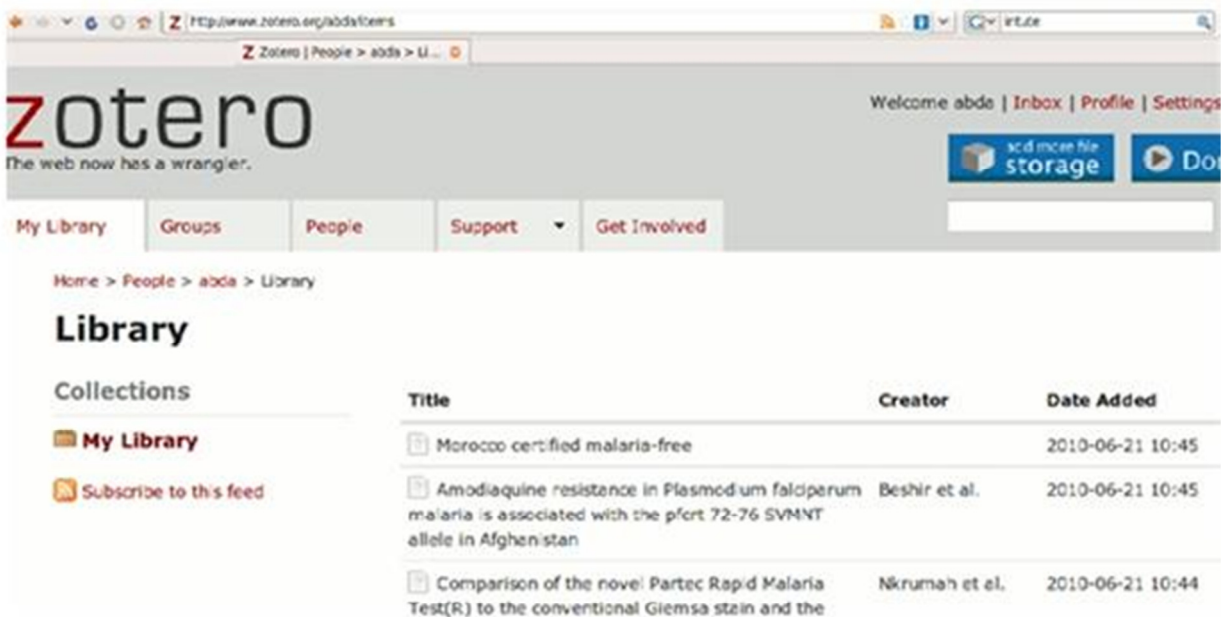 http://www.zotero.org/abda/items
Z Zotero | People > abda > Li...
zotero
The web now has a wrangler.
Welcome abda | Inbox | Profile | Settings
add more file
storage
Do
My Library
Groups
People
Support
Get Involved
Home > People > abda > Library
Library
Collections
Title Creator Date Added
My Library
Morocco certified malaria-free 2010-06-21 10:45
Subscribe to this feed
Amodiaquine resistance in Plasmodium falciparum Beshir et al. 2010-06-21 10:45
malaria is associated with the pfcrt 72-76 SVMNT
allele in Afghanistan
Comparison of the novel Partec Rapid Malaria Nkrumah et al. 2010-06-21 10:44
Test(R) to the conventional Giemsa stain and the